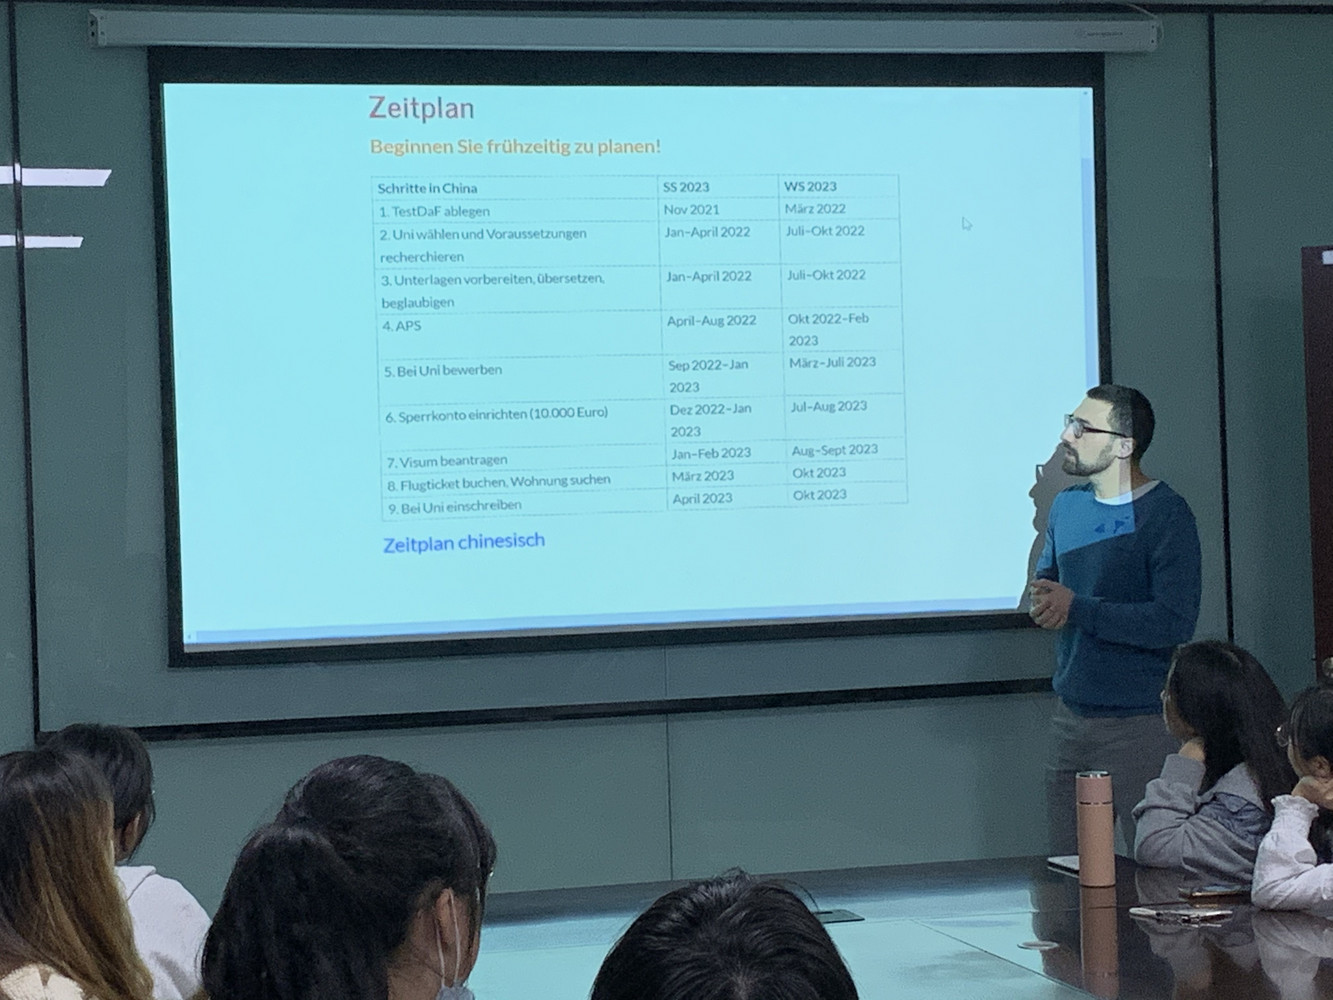 Zeitplan
Beginnen Sie frühzeitig zu planen!
Schritte in China SS 2023 WS 2023
1. TestDaF ablegen Nov 2021 März 2022
2. Uni wählen und Voraussetzungen Jan–April 2022 Juli–Okt 2022
recherchieren
3. Unterlagen vorbereiten, übersetzen, Jan–April 2022 Juli–Okt 2022
beglaubigen
4. APS April–Aug 2022 Okt 2022–Feb
2023
5. Bei Uni bewerben Sep 2022–Jan März–Juli 2023
2023
6. Sperrkonto einrichten (10.000 Euro) Dez 2022–Jan Jul–Aug 2023
2023
7. Visum beantragen Jan–Feb 2023 Aug–Sept 2023
8. Flugticket buchen, Wohnung suchen März 2023 Okt 2023
9. Bei Uni einschreiben April 2023 Okt 2023
Zeitplan chinesisch